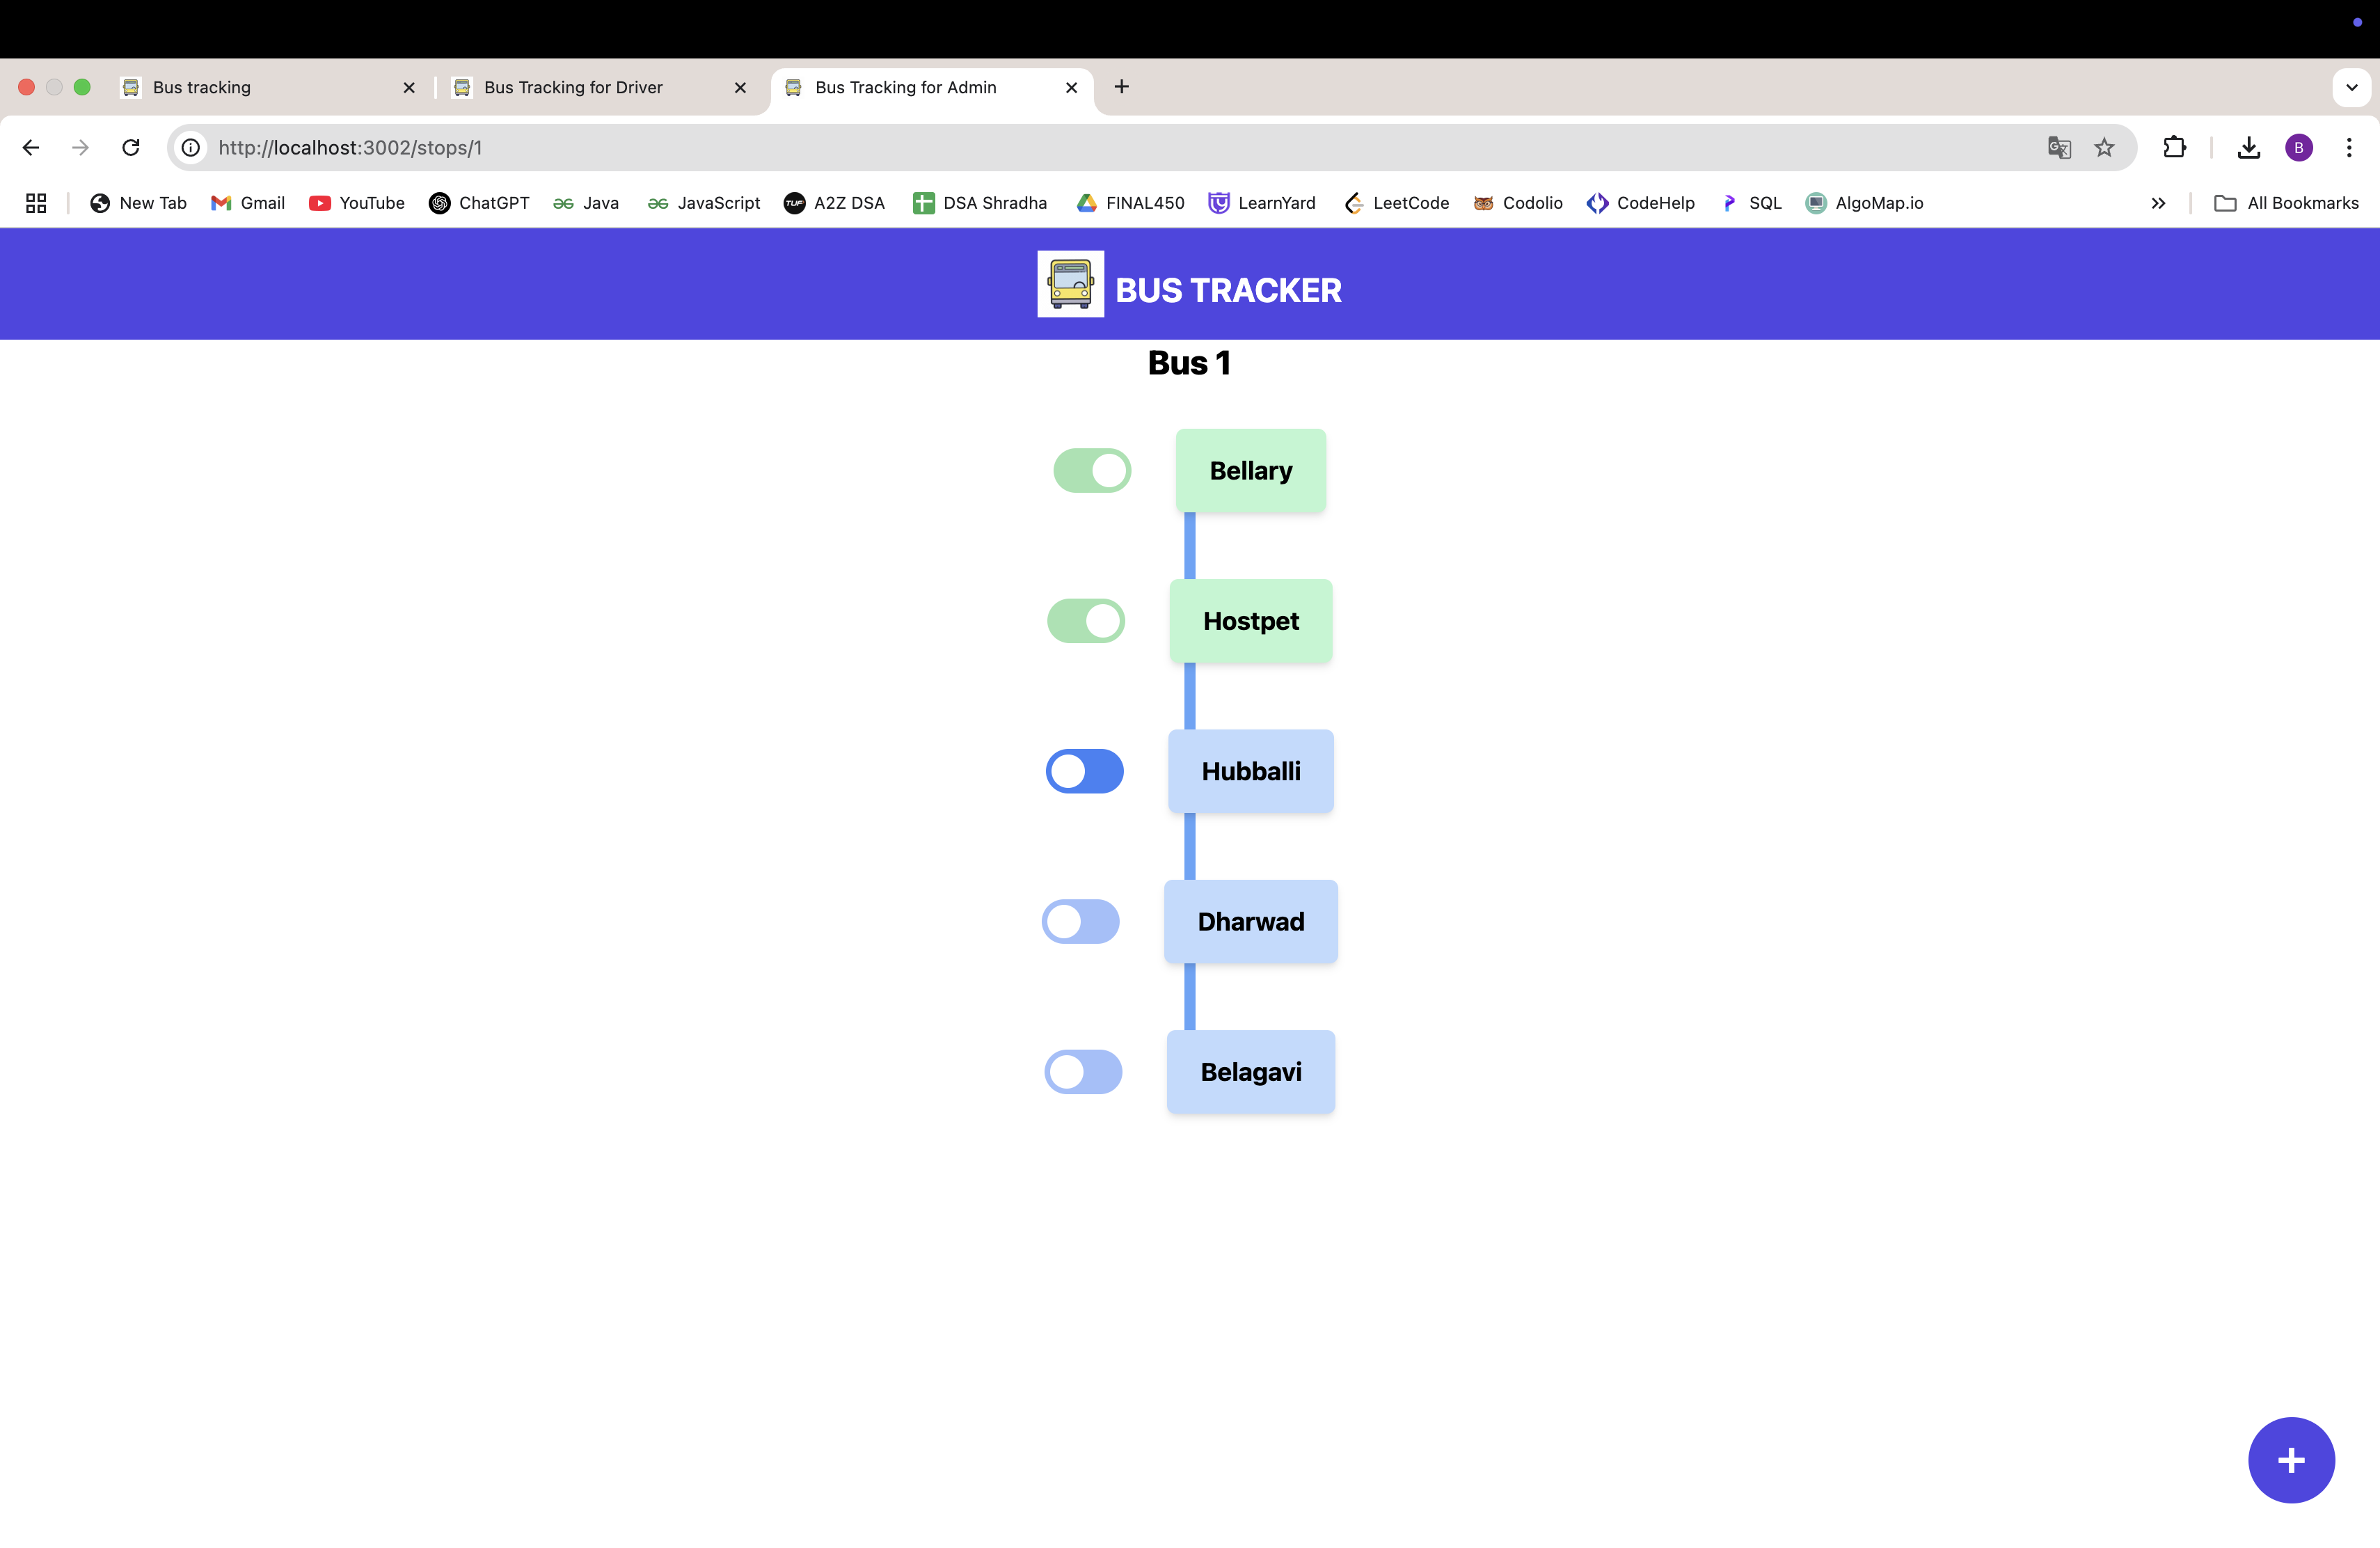 Bus tracking
Bus Tracking for Driver
Bus Tracking for Admin
http://localhost:3002/stops/1
B
New Tab Gmail YouTube ChatGPT Java JavaScript TUF A2Z DSA DSA Shradha FINAL450 LearnYard LeetCode Codolio CodeHelp SQL AlgoMap.io All Bookmarks
BUS TRACKER
Bus 1
Bellary
Hostpet
Hubballi
Dharwad
Belagavi